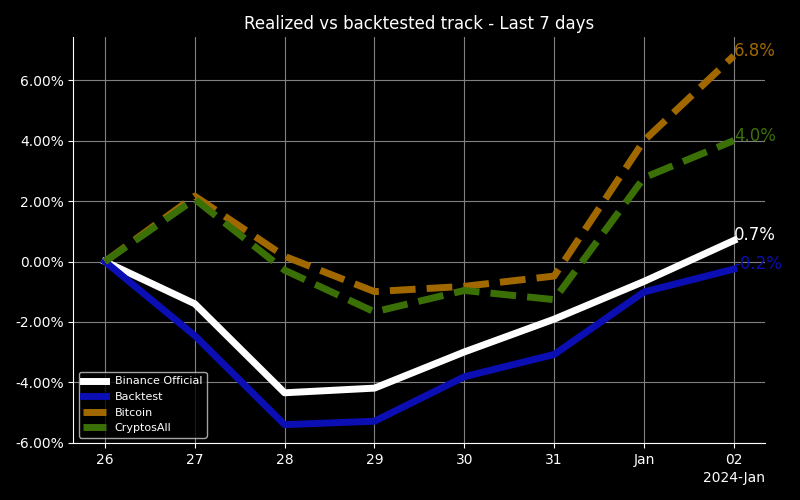 Realized vs backtested track - Last 7 days
6.8%
6.00%
4.0%
4.00%
2.00%
0.7%
0.00%
-0.2%
-2.00%
-4.00%
-6.00%
Binance Official
Backtest
Bitcoin
CryptosAll
26 27 28 29 30 31 Jan 02
2024-Jan